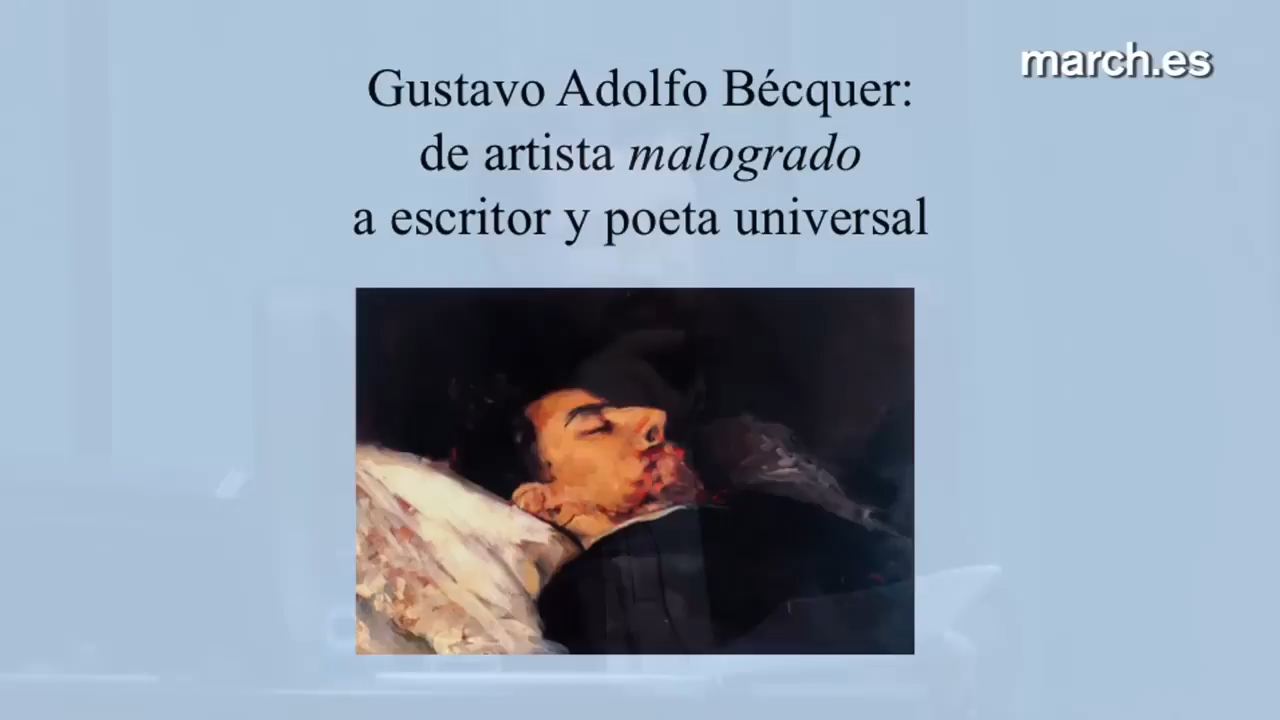 march.es
Gustavo Adolfo Bécquer:
de artista malogrado
a escritor y poeta universal